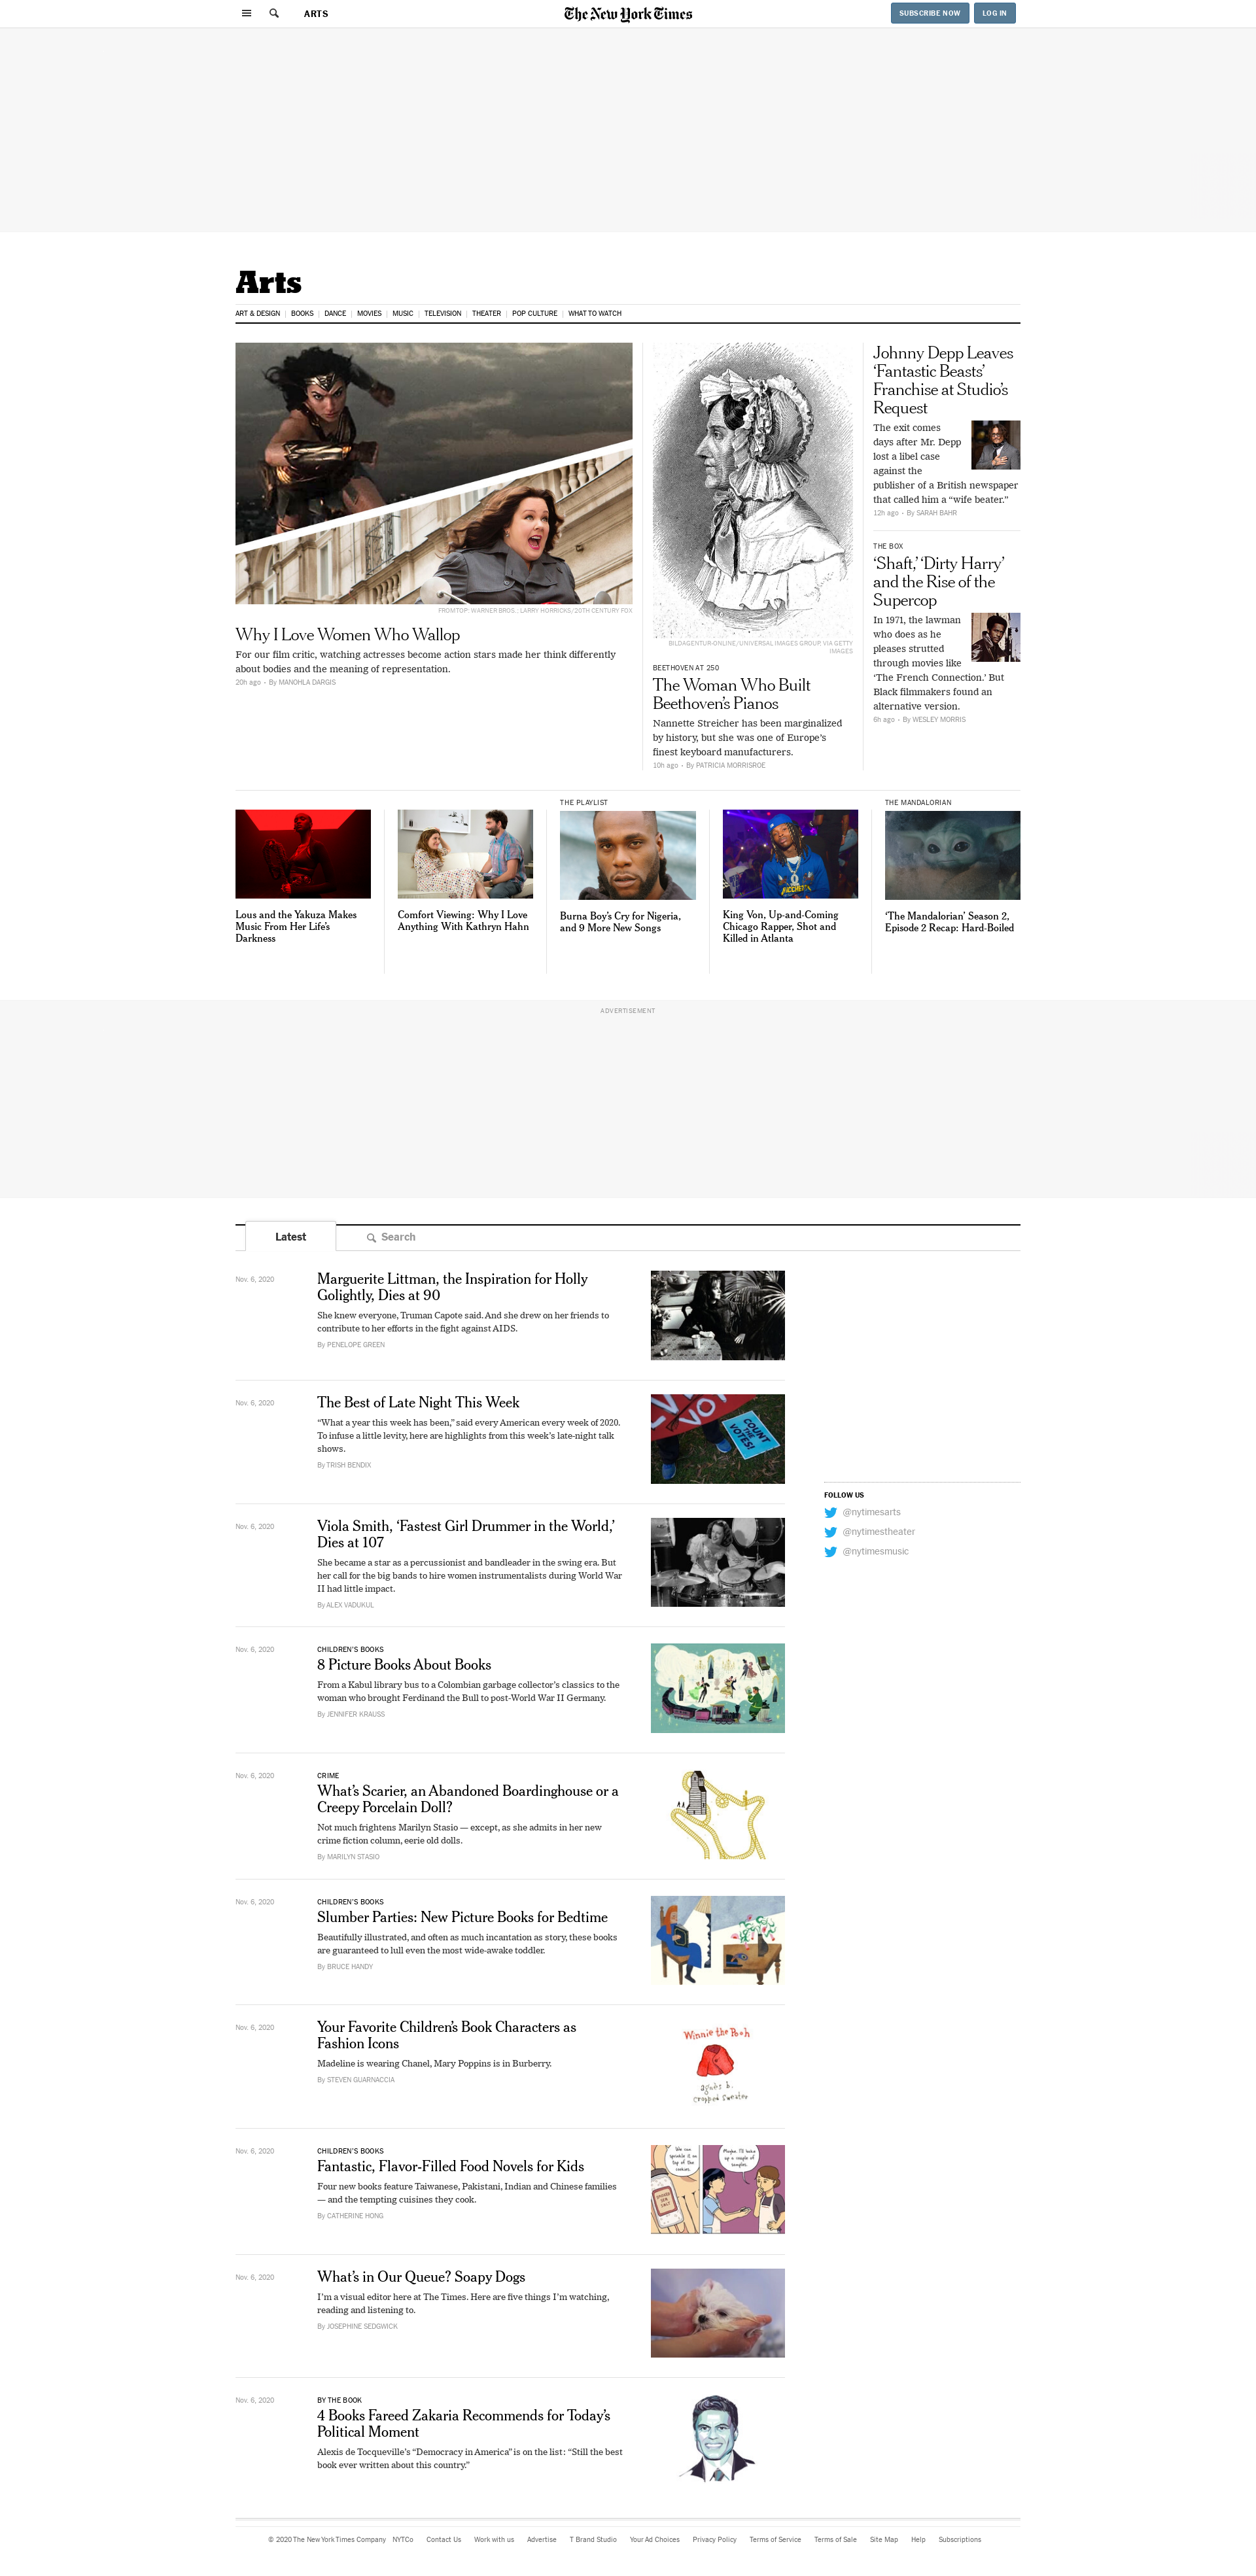 ARTS
The New York Times
SUBSCRIBE NOW
LOG IN
Arts
ART & DESIGN
BOOKS
DANCE
MOVIES
MUSIC
TELEVISION
THEATER
POP CULTURE
WHAT TO WATCH
FROM TOP: WARNER BROS.; LARRY HORRICKS/20TH CENTURY FOX
Why I Love Women Who Wallop
For our film critic, watching actresses become action stars made her think differently
about bodies and the meaning of representation.
20h ago • By MANOHLA DARGIS
BILDAGENTUR-ONLINE/UNIVERSAL IMAGES GROUP, VIA GETTY
IMAGES
BEETHOVEN AT 250
The Woman Who Built
Beethoven’s Pianos
Nannette Streicher has been marginalized
by history, but she was one of Europe’s
finest keyboard manufacturers.
10h ago • By PATRICIA MORRISROE
Johnny Depp Leaves
‘Fantastic Beasts’
Franchise at Studio’s
Request
The exit comes
days after Mr. Depp
lost a libel case
against the
publisher of a British newspaper
that called him a “wife beater.”
12h ago • By SARAH BAHR
THE BOX
‘Shaft,’ ‘Dirty Harry’
and the Rise of the
Supercop
In 1971, the lawman
who does as he
pleases strutted
through movies like
‘The French Connection.’ But
Black filmmakers found an
alternative version.
6h ago • By WESLEY MORRIS
Lous and the Yakuza Makes
Music From Her Life’s
Darkness
Comfort Viewing: Why I Love
Anything With Kathryn Hahn
THE PLAYLIST
Burna Boy’s Cry for Nigeria,
and 9 More New Songs
King Von, Up-and-Coming
Chicago Rapper, Shot and
Killed in Atlanta
THE MANDALORIAN
‘The Mandalorian’ Season 2,
Episode 2 Recap: Hard-Boiled
ADVERTISEMENT
Latest
Search
Nov. 6, 2020
Marguerite Littman, the Inspiration for Holly
Golightly, Dies at 90
She knew everyone, Truman Capote said. And she drew on her friends to
contribute to her efforts in the fight against AIDS.
By PENELOPE GREEN
Nov. 6, 2020
The Best of Late Night This Week
“What a year this week has been,” said every American every week of 2020.
To infuse a little levity, here are highlights from this week’s late-night talk
shows.
By TRISH BENDIX
COUNT
THE
VOTES!
FOLLOW US
@nytimesarts
@nytimestheater
@nytimesmusic
Nov. 6, 2020
Viola Smith, ‘Fastest Girl Drummer in the World,’
Dies at 107
She became a star as a percussionist and bandleader in the swing era. But
her call for the big bands to hire women instrumentalists during World War
II had little impact.
By ALEX VADUKUL
Nov. 6, 2020
CHILDREN’S BOOKS
8 Picture Books About Books
From a Kabul library bus to a Colombian garbage collector’s classics to the
woman who brought Ferdinand the Bull to post-World War II Germany.
By JENNIFER KRAUSS
Nov. 6, 2020
CRIME
What’s Scarier, an Abandoned Boardinghouse or a
Creepy Porcelain Doll?
Not much frightens Marilyn Stasio — except, as she admits in her new
crime fiction column, eerie old dolls.
By MARILYN STASIO
Nov. 6, 2020
CHILDREN’S BOOKS
Slumber Parties: New Picture Books for Bedtime
Beautifully illustrated, and often as much incantation as story, these books
are guaranteed to lull even the most wide-awake toddler.
By BRUCE HANDY
Nov. 6, 2020
Your Favorite Children’s Book Characters as
Fashion Icons
Madeline is wearing Chanel, Mary Poppins is in Burberry.
By STEVEN GUARNACCIA
Winnie the Pooh
agnès b.
cropped sweater
Nov. 6, 2020
CHILDREN’S BOOKS
Fantastic, Flavor-Filled Food Novels for Kids
Four new books feature Taiwanese, Pakistani, Indian and Chinese families
— and the tempting cuisines they cook.
By CATHERINE HONG
We can
sprinkle it on
top of the
cookies.
Nov. 6, 2020
What’s in Our Queue? Soapy Dogs
I’m a visual editor here at The Times. Here are five things I’m watching,
reading and listening to.
By JOSEPHINE SEDGWICK
Nov. 6, 2020
BY THE BOOK
4 Books Fareed Zakaria Recommends for Today’s
Political Moment
Alexis de Tocqueville’s “Democracy in America” is on the list: “Still the best
book ever written about this country.”
© 2020 The New York Times Company
NYTCo
Contact Us
Work with us
Advertise
T Brand Studio
Your Ad Choices
Privacy Policy
Terms of Service
Terms of Sale
Site Map
Help
Subscriptions